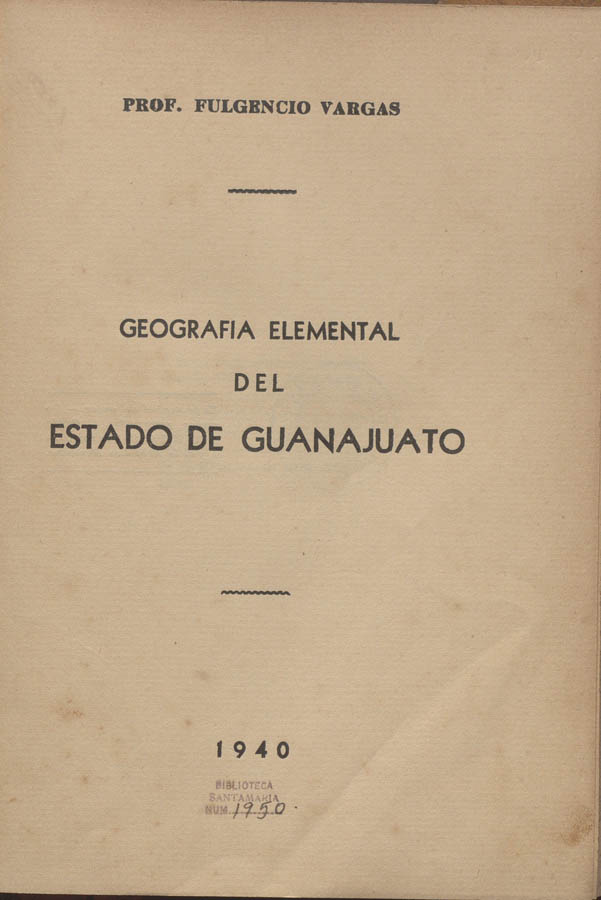 PROF. FULGENCIO VARGAS
GEOGRAFIA ELEMENTAL
DEL
ESTADO DE GUANAJUATO
1940
BIBLIOTECA
SANTAMARIA
NUM. 1950.